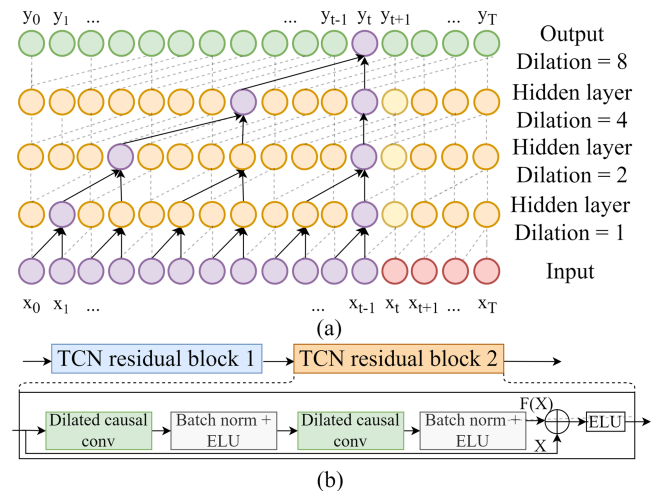 y0 y1 ... ... yt-1 yt yt+1 ... yT
Output
Dilation = 8
Hidden layer
Dilation = 4
Hidden layer
Dilation = 2
Hidden layer
Dilation = 1
Input
x0 x1 ... ... xt-1 xt xt+1 ... xT
(a)
TCN residual block 1
TCN residual block 2
F(X)
Dilated causal
conv
Batch norm +
ELU
Dilated causal
conv
Batch norm +
ELU
ELU
X
(b)